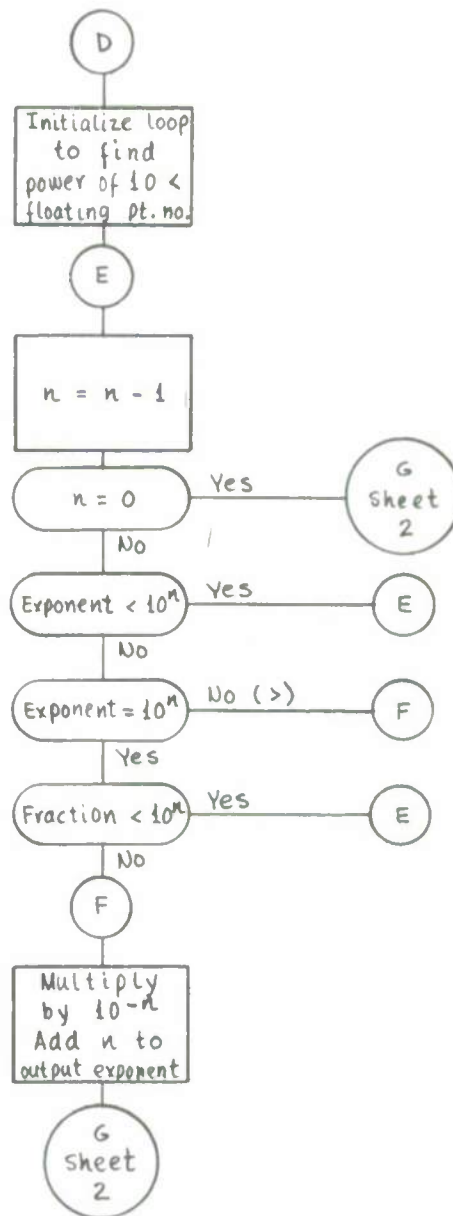 D
Initialize loop
to find
power of 10 <
floating pt. no.
E
n = n - 1
n = 0
Yes
G
Sheet
2
No
Exponent < 10ⁿ
Yes
E
No
Exponent = 10ⁿ
No (>)
F
Yes
Fraction < 10ⁿ
Yes
E
No
F
Multiply
by 10⁻ⁿ
Add n to
output exponent
G
Sheet
2